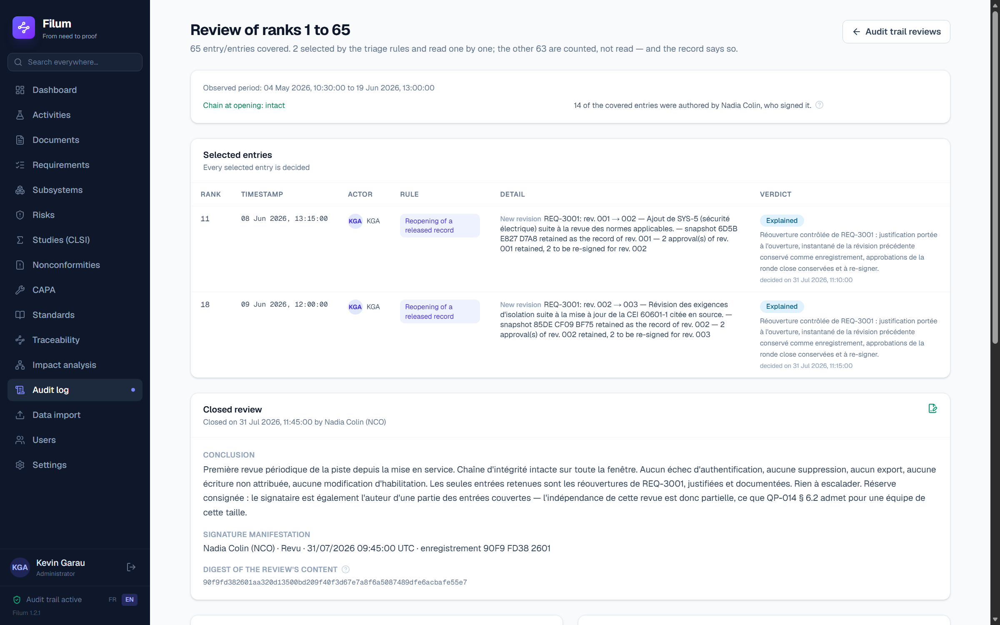 Filum
From need to proof
Search everywhere...
Dashboard
Activities
Documents
Requirements
Subsystems
Risks
Studies (CLSI)
Nonconformities
CAPA
Standards
Traceability
Impact analysis
Audit log
Data import
Users
Settings
KGA
Kevin Garau
Administrator
Audit trail active
FR
EN
Filum 1.2.1
Review of ranks 1 to 65
65 entry/entries covered. 2 selected by the triage rules and read one by one; the other 63 are counted, not read — and the record says so.
Audit trail reviews
Observed period: 04 May 2026, 10:30:00 to 19 Jun 2026, 13:00:00
Chain at opening: intact
14 of the covered entries were authored by Nadia Colin, who signed it.
Selected entries
Every selected entry is decided
RANK
TIMESTAMP
ACTOR
RULE
DETAIL
VERDICT
11
08 Jun 2026, 13:15:00
KGA
KGA
Reopening of a
released record
New revision REQ-3001: rev. 001 → 002 — Ajout de SYS-5 (sécurité
électrique) suite à la revue des normes applicables. — snapshot 6D5B
E827 D7A8 retained as the record of rev. 001 — 2 approval(s) of rev.
001 retained, 2 to be re-signed for rev. 002
Explained
Réouverture contrôlée de REQ-3001 : justification portée
à l'ouverture, instantané de la révision précédente
conservé comme enregistrement, approbations de la
ronde close conservées et à re-signer.
decided on 31 Jul 2026, 11:10:00
18
09 Jun 2026, 12:00:00
KGA
KGA
Reopening of a
released record
New revision REQ-3001: rev. 002 → 003 — Révision des exigences
d'isolation suite à la mise à jour de la CEI 60601-1 citée en source. —
snapshot 85DE CF09 BF75 retained as the record of rev. 002 — 2
approval(s) of rev. 002 retained, 2 to be re-signed for rev. 003
Explained
Réouverture contrôlée de REQ-3001 : justification portée
à l'ouverture, instantané de la révision précédente
conservé comme enregistrement, approbations de la
ronde close conservées et à re-signer.
decided on 31 Jul 2026, 11:15:00
Closed review
Closed on 31 Jul 2026, 11:45:00 by Nadia Colin (NCO)
CONCLUSION
Première revue périodique de la piste depuis la mise en service. Chaîne d'intégrité intacte sur toute la fenêtre. Aucun échec d'authentification, aucune suppression, aucun export, aucune
écriture non attribuée, aucune modification d'habilitation. Les seules entrées retenues sont les réouvertures de REQ-3001, justifiées et documentées. Rien à escalader. Réserve
consignée : le signataire est également l'auteur d'une partie des entrées couvertes — l'indépendance de cette revue est donc partielle, ce que QP-014 § 6.2 admet pour une équipe de
cette taille.
SIGNATURE MANIFESTATION
Nadia Colin (NCO) · Revu · 31/07/2026 09:45:00 UTC · enregistrement 90F9 FD38 2601
DIGEST OF THE REVIEW'S CONTENT
90f9fd382601aa320d13500bd209f40f3d67e7a8f6a5087489dfe6acbafe55e7